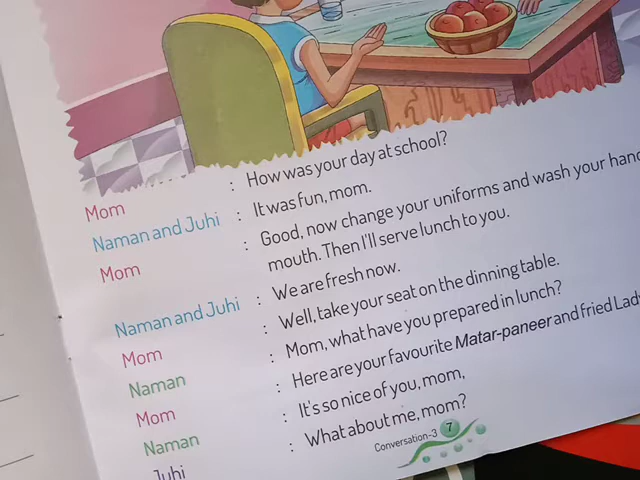 Mom : How was your day at school?
Naman and Juhi : It was fun, mom.
Mom : Good, now change your uniforms and wash your
mouth. Then I'll serve lunch to you.
Naman and Juhi : We are fresh now.
Mom : Well, take your seat on the dinning table.
Naman : Mom, what have you prepared in lunch?
Mom : Here are your favourite Matar-paneer and fried
Naman : It's so nice of you, mom,
Juhi : What about me, mom?
Conversation-3 7